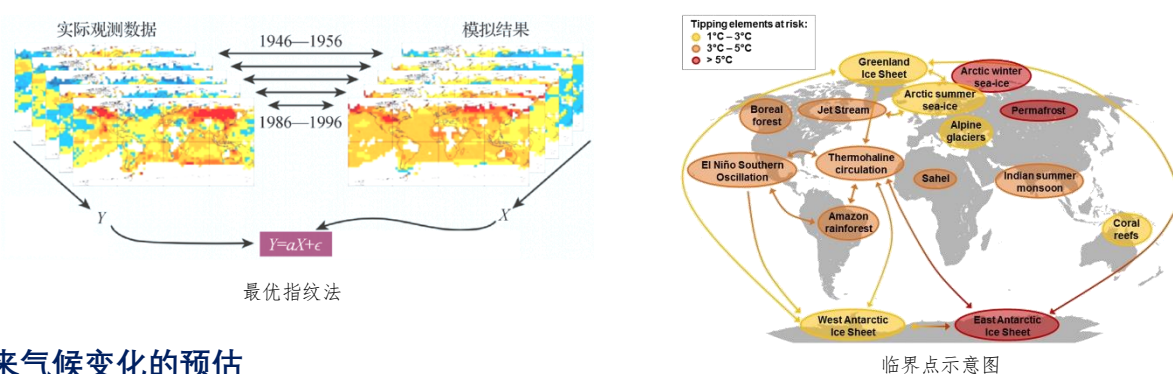 实际观测数据
模拟结果
1946—1956
1986—1996
Y
X
Y=aX+ϵ
最优指纹法
Tipping elements at risk:
1°C – 3°C
3°C – 5°C
> 5°C
Greenland
Ice Sheet
Arctic winter
sea-ice
Arctic summer
sea-ice
Boreal
forest
Jet Stream
Permafrost
Alpine
glaciers
El Niño Southern
Oscillation
Thermohaline
circulation
Sahel
Indian summer
monsoon
Amazon
rainforest
Coral
reefs
West Antarctic
Ice Sheet
East Antarctic
Ice Sheet
临界点示意图
来气候变化的预估